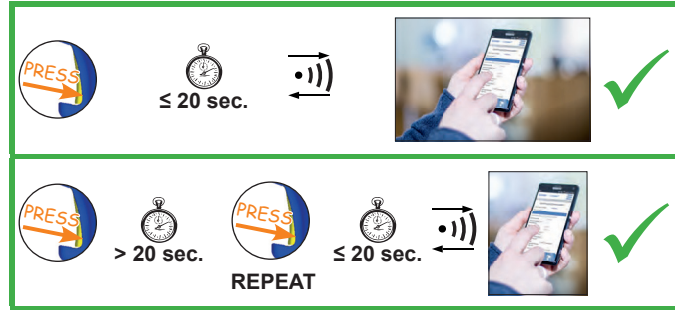 PRESS
≤ 20 sec.
PRESS
> 20 sec.
PRESS
REPEAT
≤ 20 sec.